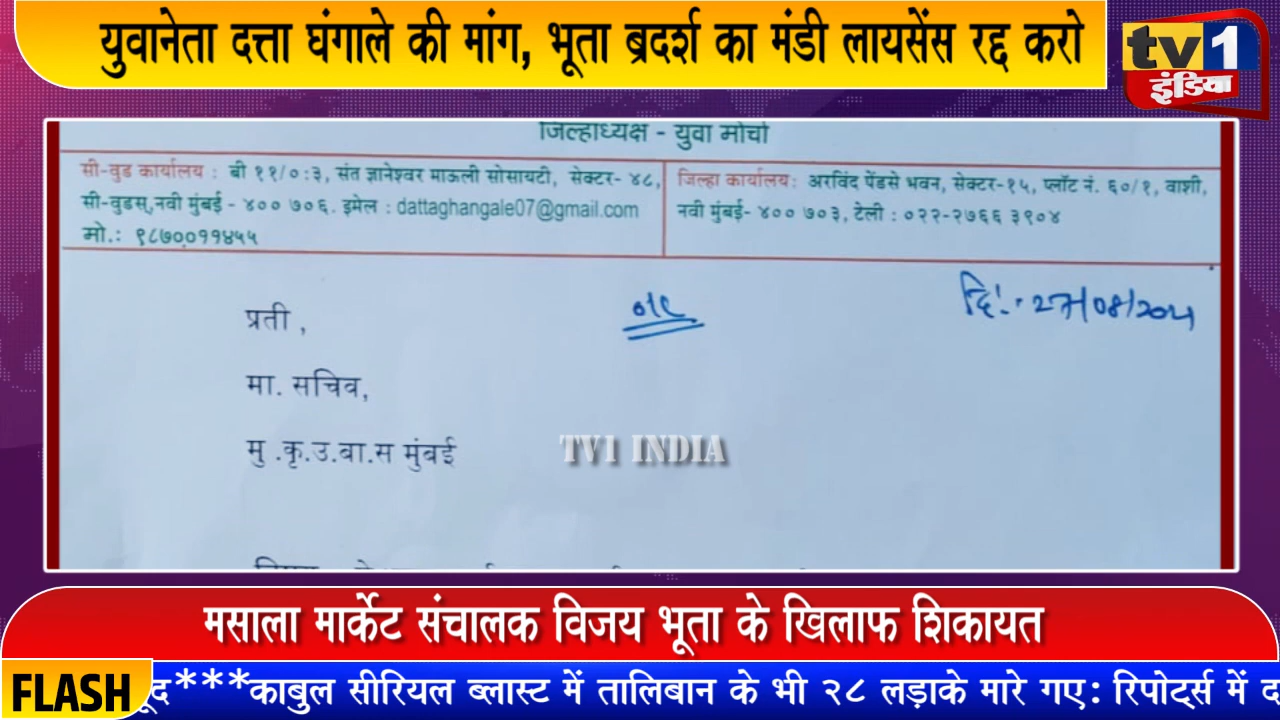 युवानेता दत्ता घंगाले की मांग, भूता ब्रदर्श का मंडी लायसेंस रद्द करो
tv1
इंडिया
जिल्हाध्यक्ष - युवा मोर्चा
सी-वुड कार्यालय : बी ११/०:३, संत ज्ञानेश्वर माऊली सोसायटी, सेक्टर- ४८,
सी-वुडस्,नवी मुंबई - ४०० ७०६. इमेल : dattaghangale07@gmail.com
मो.: ९८७००११४५५
जिल्हा कार्यालय: अरविंद पेंडसे भवन, सेक्टर-१५, प्लॉट नं. ६०/१, वाशी,
नवी मुंबई- ४०० ७०३, टेली : ०२२-२७६६ ३९०४
दि. २७/०८/२०२१
प्रती ,
मा. सचिव,
मु .कृ.उ.बा.स मुंबई
TV1 INDIA
मसाला मार्केट संचालक विजय भूता के खिलाफ शिकायत
FLASH
***काबुल सीरियल ब्लास्ट में तालिबान के भी २८ लड़ाके मारे गए: रिपोर्ट्स में